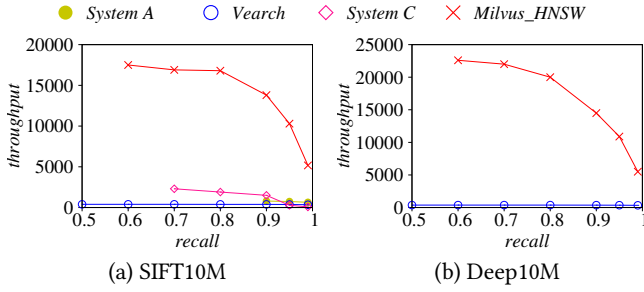 System A Vearch System C Milvus_HNSW
20000
15000
10000
5000
0
throughput
0.5 0.6 0.7 0.8 0.9 1
recall
(a) SIFT10M
25000
20000
15000
10000
5000
0
throughput
0.5 0.6 0.7 0.8 0.9 1
recall
(b) Deep10M